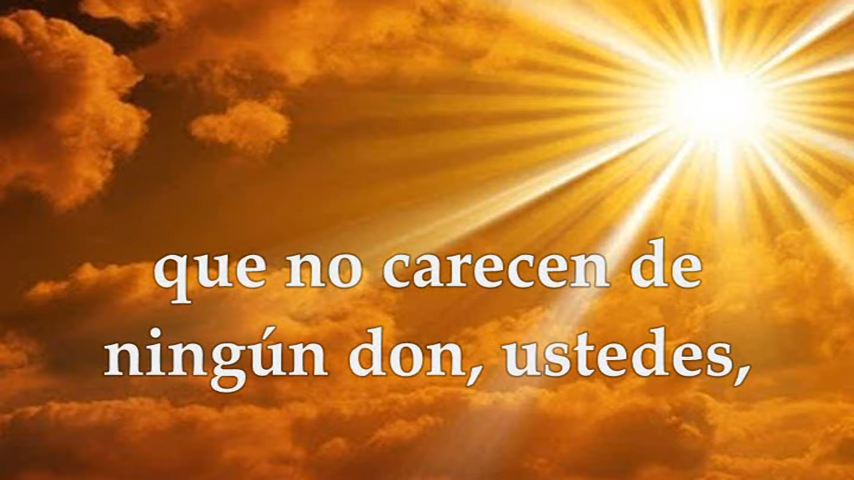 que no carecen de
ningún don, ustedes,